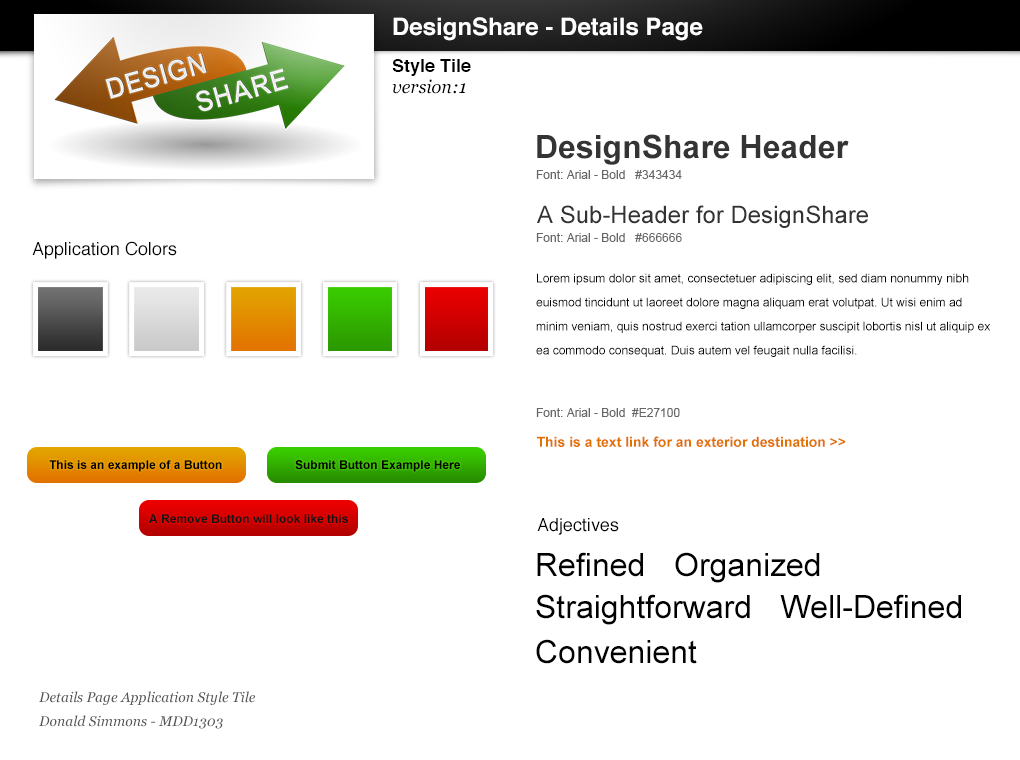 DesignShare - Details Page
DESIGN
SHARE
Style Tile
version:1
DesignShare Header
Font: Arial - Bold   #343434
A Sub-Header for DesignShare
Font: Arial - Bold   #666666
Application Colors
Lorem ipsum dolor sit amet, consectetuer adipiscing elit, sed diam nonummy nibh
euismod tincidunt ut laoreet dolore magna aliquam erat volutpat. Ut wisi enim ad
minim veniam, quis nostrud exerci tation ullamcorper suscipit lobortis nisl ut aliquip ex
ea commodo consequat. Duis autem vel feugait nulla facilisi.
Font: Arial - Bold  #E27100
This is a text link for an exterior destination >>
This is an example of a Button
Submit Button Example Here
A Remove Button will look like this
Adjectives
Refined   Organized
Straightforward   Well-Defined
Convenient
Details Page Application Style Tile
Donald Simmons - MDD1303